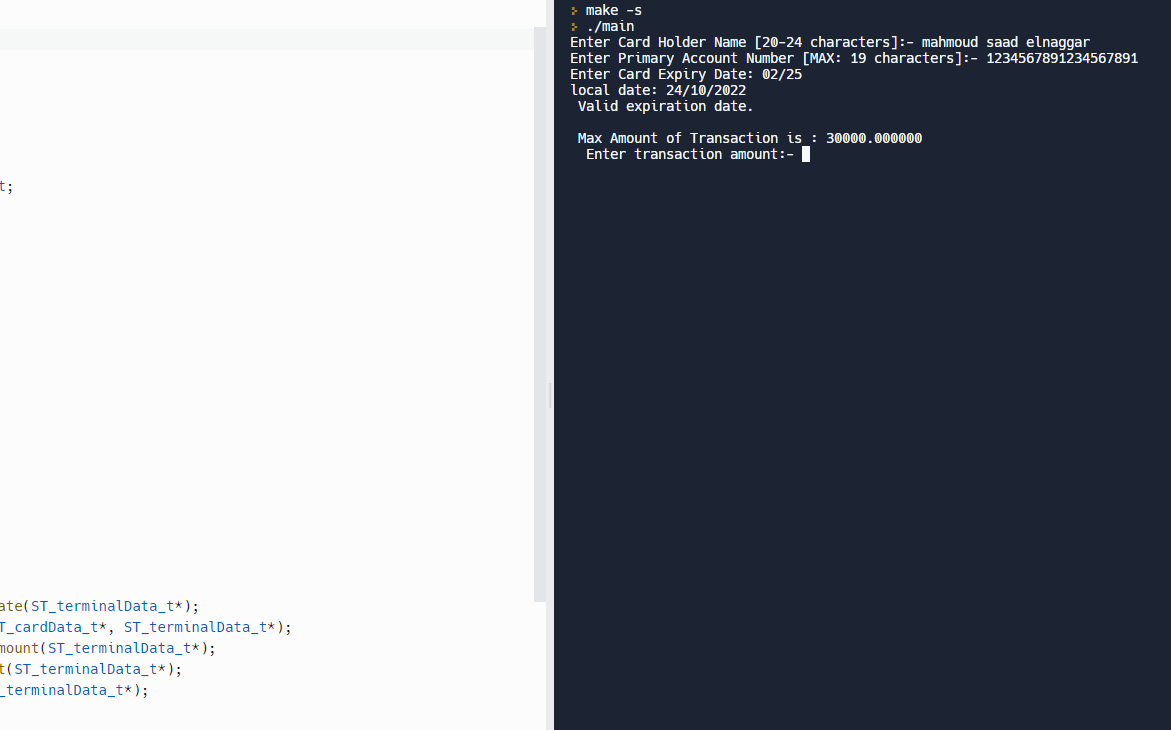 t;
ate(ST_terminalData_t*);
T_cardData_t*, ST_terminalData_t*);
mount(ST_terminalData_t*);
t(ST_terminalData_t*);
_terminalData_t*);
make -s
./main
Enter Card Holder Name [20-24 characters]:- mahmoud saad elnaggar
Enter Primary Account Number [MAX: 19 characters]:- 1234567891234567891
Enter Card Expiry Date: 02/25
local date: 24/10/2022
Valid expiration date.
Max Amount of Transaction is : 30000.000000
Enter transaction amount:-